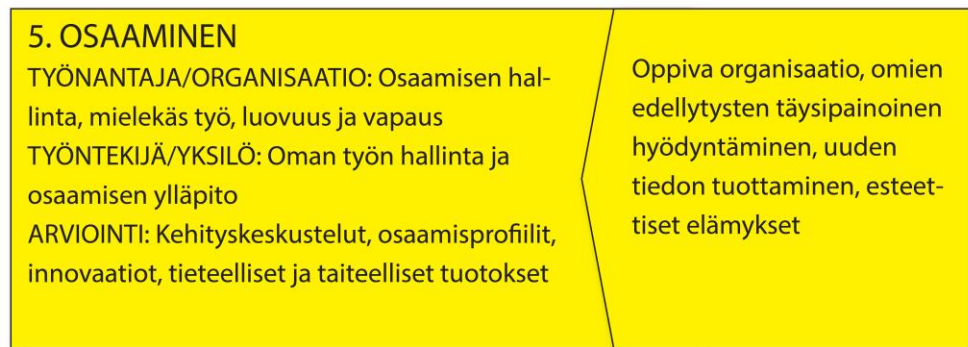 5. OSAAMINEN
TYÖNANTAJA/ORGANISAATIO: Osaamisen hal-
linta, mielekäs työ, luovuus ja vapaus
TYÖNTEKIJÄ/YKSILÖ: Oman työn hallinta ja
osaamisen ylläpito
ARVIOINTI: Kehityskeskustelut, osaamisprofiilit,
innovaatiot, tieteelliset ja taiteelliset tuotokset
Oppiva organisaatio, omien
edellytysten täysipainoinen
hyödyntäminen, uuden
tiedon tuottaminen, esteet-
tiset elämykset